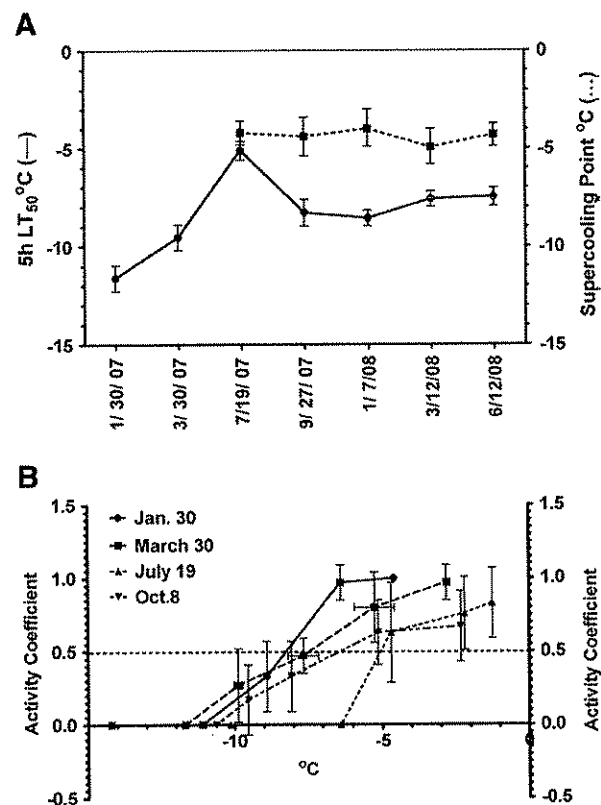 A
0
-5
-10
-15
5h LT50 °C (—)
0
-5
-10
-15
Supercooling Point °C (...)
1/ 30/ 07
3/ 30/ 07
7/19/ 07
9/ 27/ 07
1/ 7/08
3/12/08
6/12/08
B
1.5
1.0
0.5
0.0
-0.5
Activity Coefficient
Jan. 30
March 30
July 19
Oct.8
1.5
1.0
0.5
0.0
-0.5
Activity Coefficient
-10
-5
0
°C